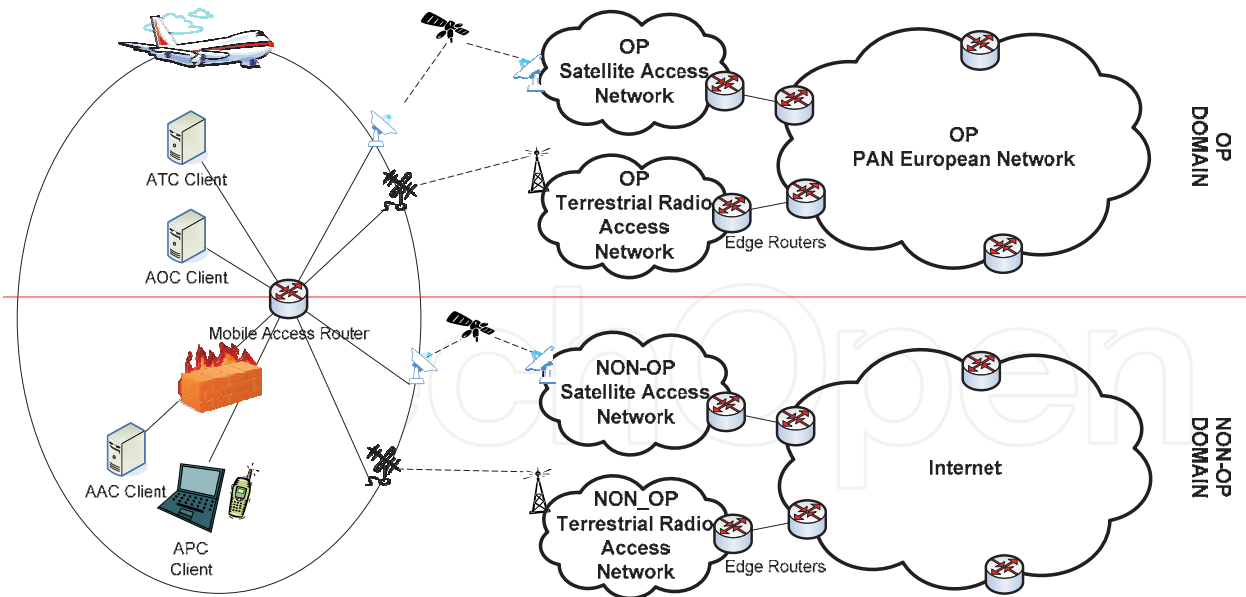 OP
Satellite Access
Network
OP
PAN European Network
OP
DOMAIN
ATC Client
OP
Terrestrial Radio
Access
Network
Edge Routers
AOC Client
Mobile Access Router
NON-OP
Satellite Access
Network
Internet
NON-OP
DOMAIN
AAC Client
APC
Client
NON_OP
Terrestrial Radio
Access
Network
Edge Routers
chOpen